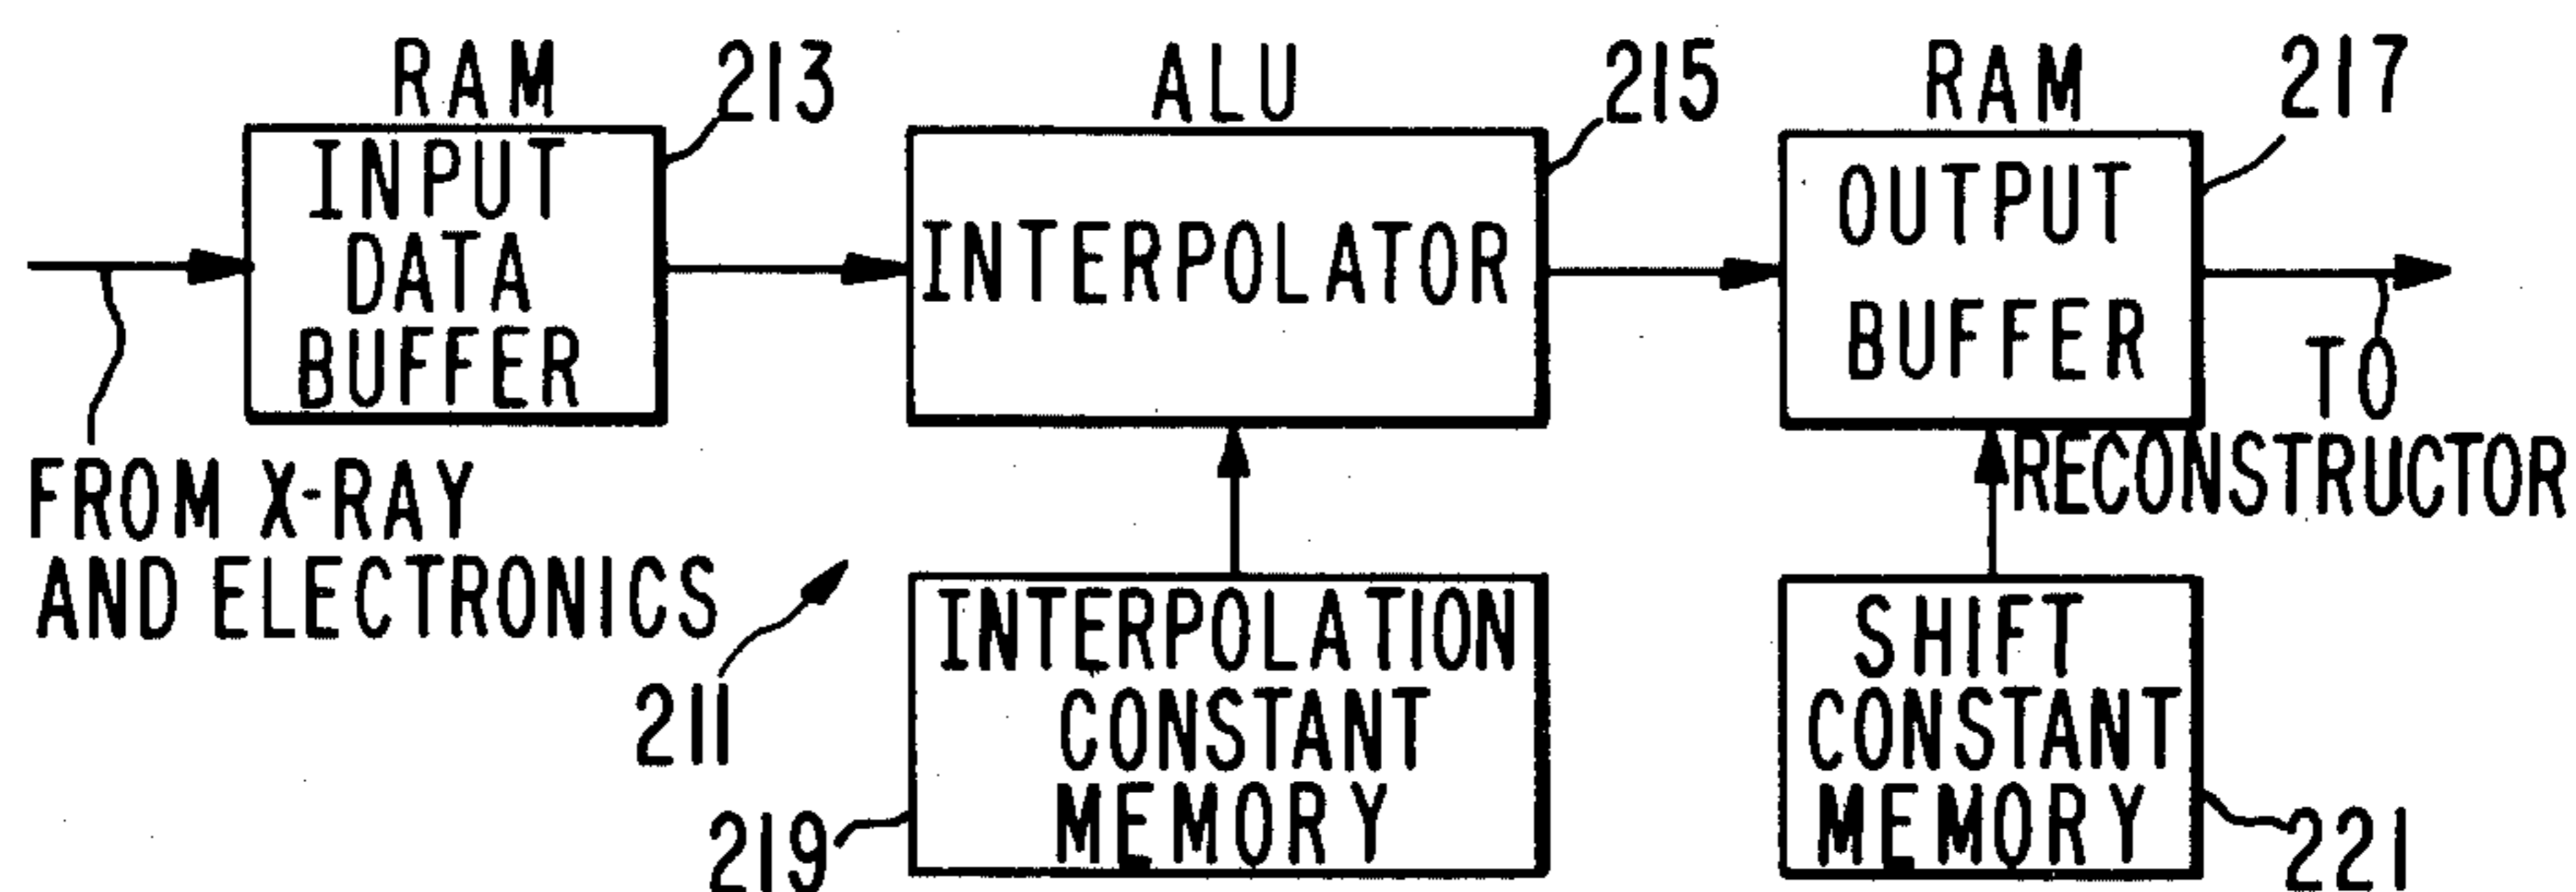 RAM
213
INPUT
DATA
BUFFER
FROM X-RAY
AND ELECTRONICS
ALU
215
INTERPOLATOR
RAM
217
OUTPUT
BUFFER
TO
RECONSTRUCTOR
211
219
INTERPOLATION
CONSTANT
MEMORY
SHIFT
CONSTANT
MEMORY
221